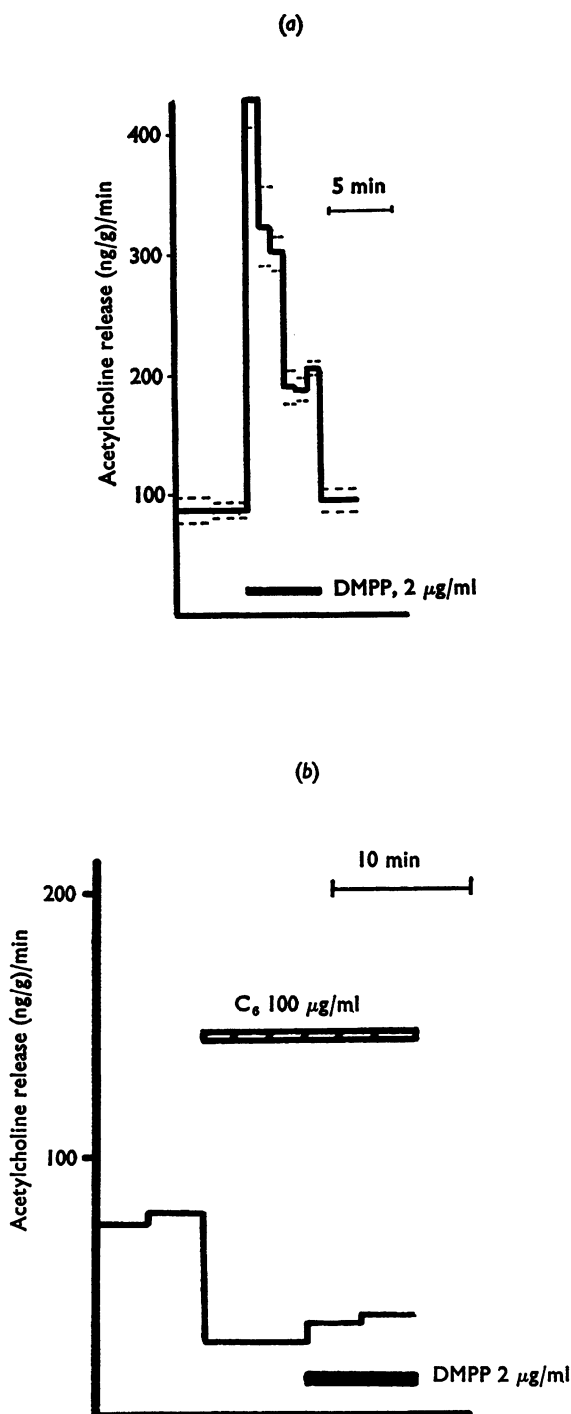 (a)
Acetylcholine release (ng/g)/min
400
300
200
100
5 min
DMPP, 2 μg/ml
(b)
Acetylcholine release (ng/g)/min
200
100
10 min
C₆ 100 μg/ml
DMPP 2 μg/ml